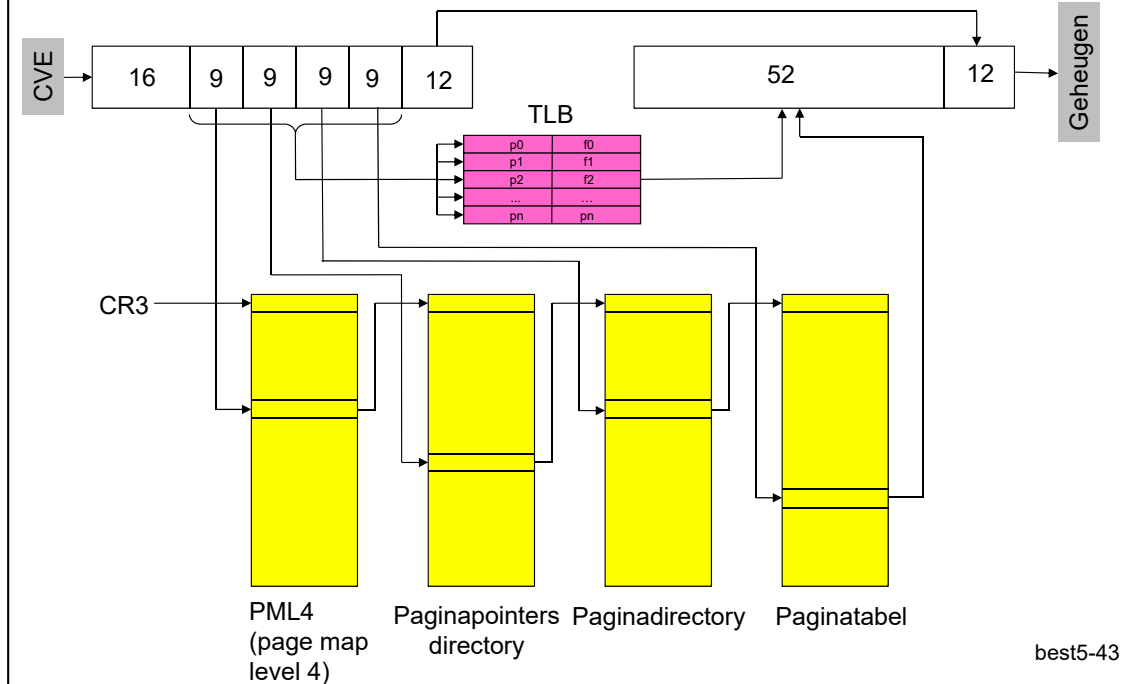 CVE
16 9 9 9 9 12
52 12
Geheugen
TLB
p0 f0
p1 f1
p2 f2
... ...
pn pn
CR3
PML4
(page map
level 4)
Paginapointers
directory
Paginadirectory
Paginatabel
best5-43